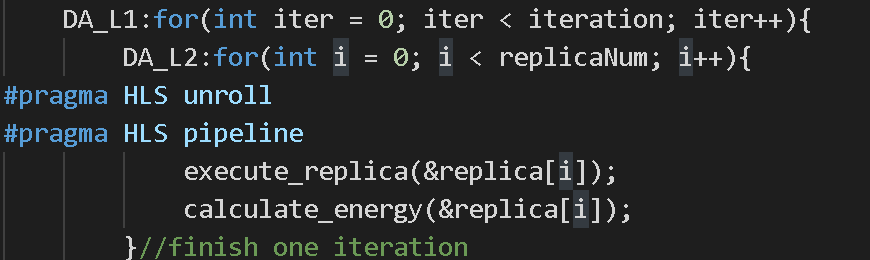 DA_L1:for(int iter = 0; iter < iteration; iter++){
DA_L2:for(int i = 0; i < replicaNum; i++){
#pragma HLS unroll
#pragma HLS pipeline
execute_replica(&replica[i]);
calculate_energy(&replica[i]);
}//finish one iteration